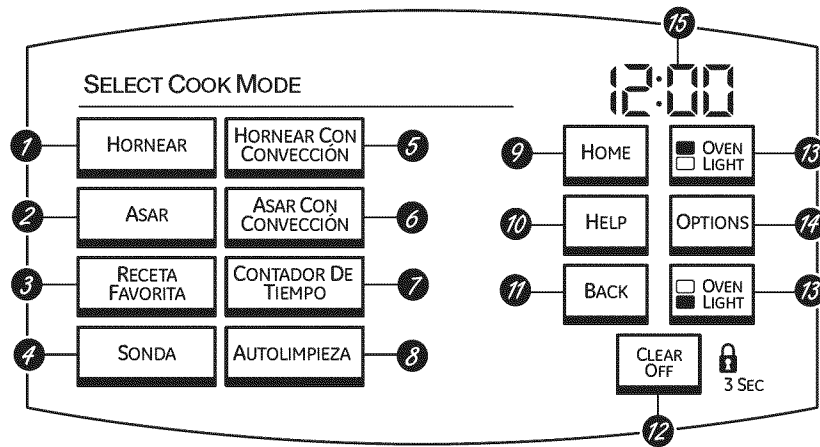 15
12:00
SELECT COOK MODE
1 HORNEAR
HORNEAR CON
CONVECCIÓN 5
9 HOME
OVEN
LIGHT 13
2 ASAR
ASAR CON
CONVECCIÓN 6
10 HELP
OPTIONS 14
3 RECETA
FAVORITA
CONTADOR DE
TIEMPO 7
11 BACK
OVEN
LIGHT 13
4 SONDA
AUTOLIMPIEZA 8
CLEAR
OFF
3 SEC
12